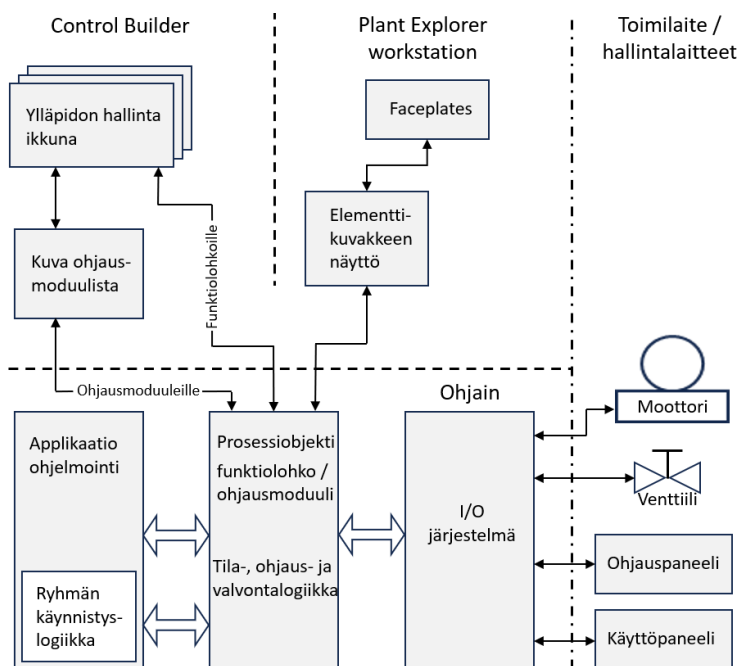 Control Builder
Plant Explorer
workstation
Toimilaite /
hallintalaitteet
Ylläpidon hallinta
ikkuna
Faceplates
Elementti-
kuvakkeen
näyttö
Kuva ohjaus-
moduulista
Funktiolohkoille
Ohjausmoduuleille
Ohjain
Moottori
Venttiili
Ohjauspaneeli
Käyttöpaneeli
Applikaatio
ohjelmointi
Ryhmän
käynnistys-
logiikka
Prosessiobjekti
funktiolohko /
ohjausmoduuli
Tila-, ohjaus- ja
valvontalogiikka
I/O
järjestelmä